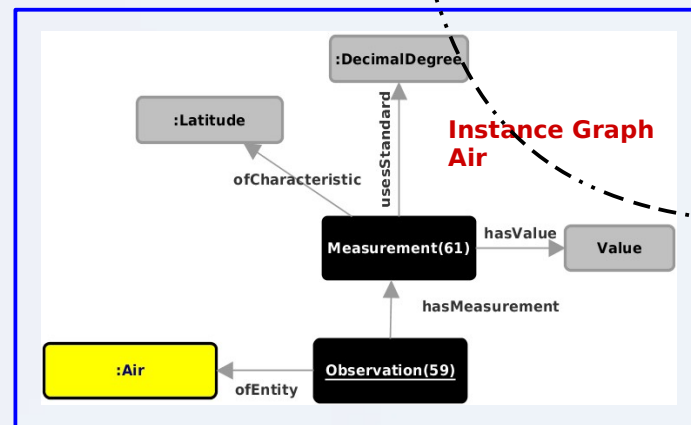 :DecimalDegree
:Latitude
Instance Graph
Air
usesStandard
ofCharacteristic
Measurement(61)
hasValue
Value
hasMeasurement
:Air
ofEntity
Observation(59)